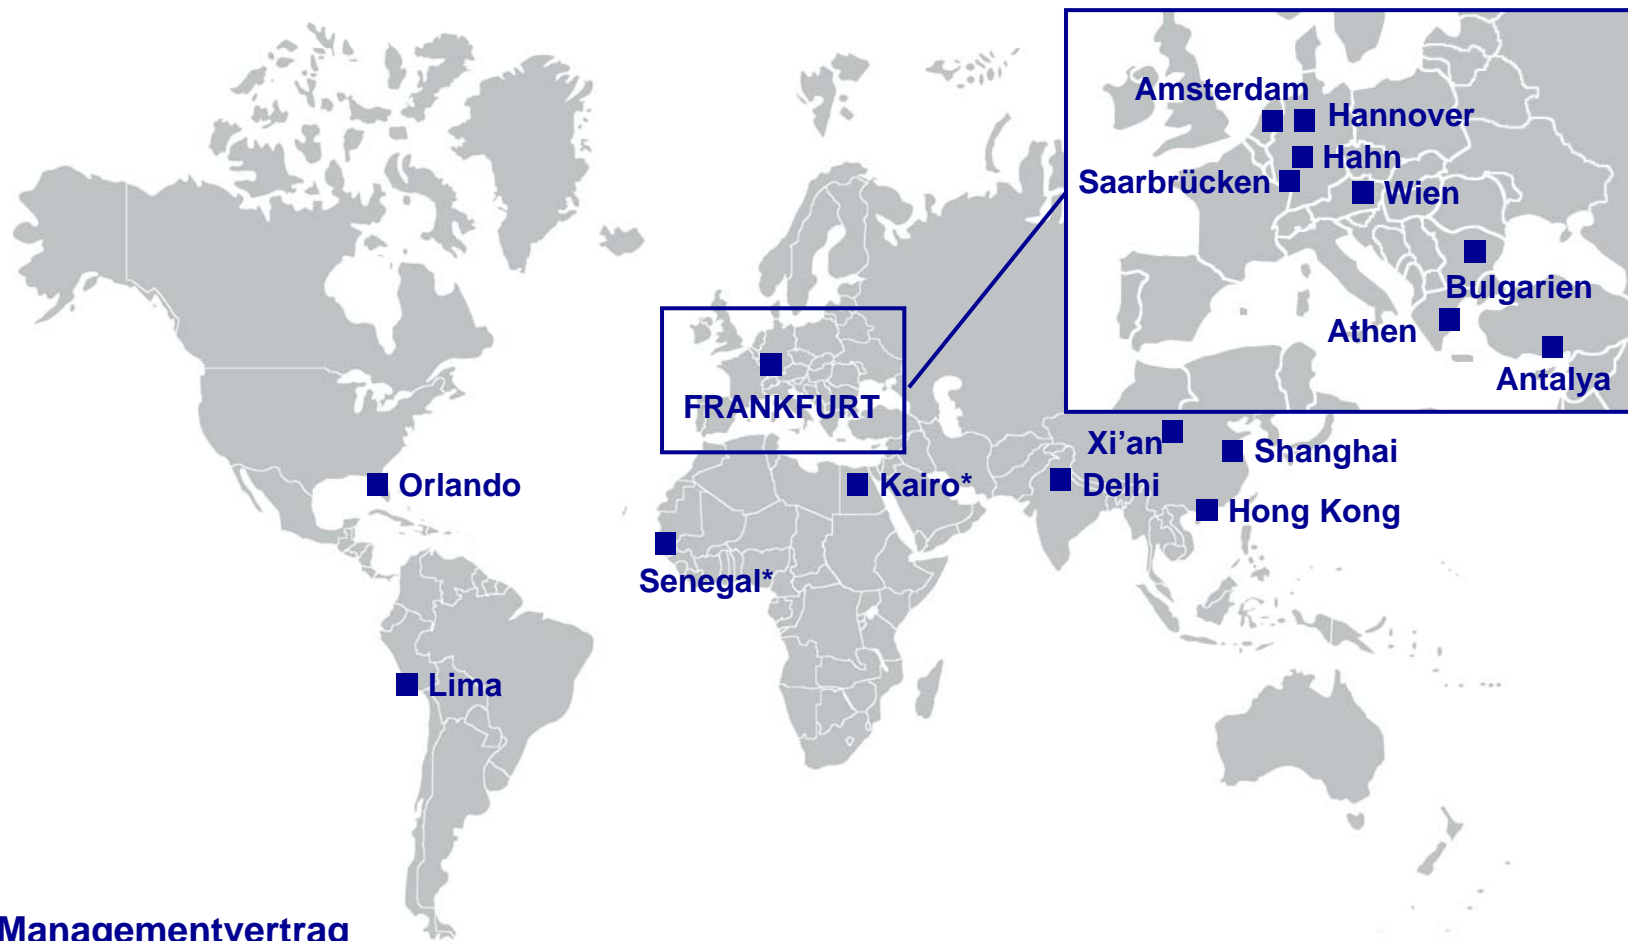 Amsterdam
Hannover
Hahn
Saarbrücken
Wien
Bulgarien
Athen
Antalya
FRANKFURT
Xi’an
Shanghai
Orlando
Kairo*
Delhi
Hong Kong
Senegal*
Lima
Managementvertrag